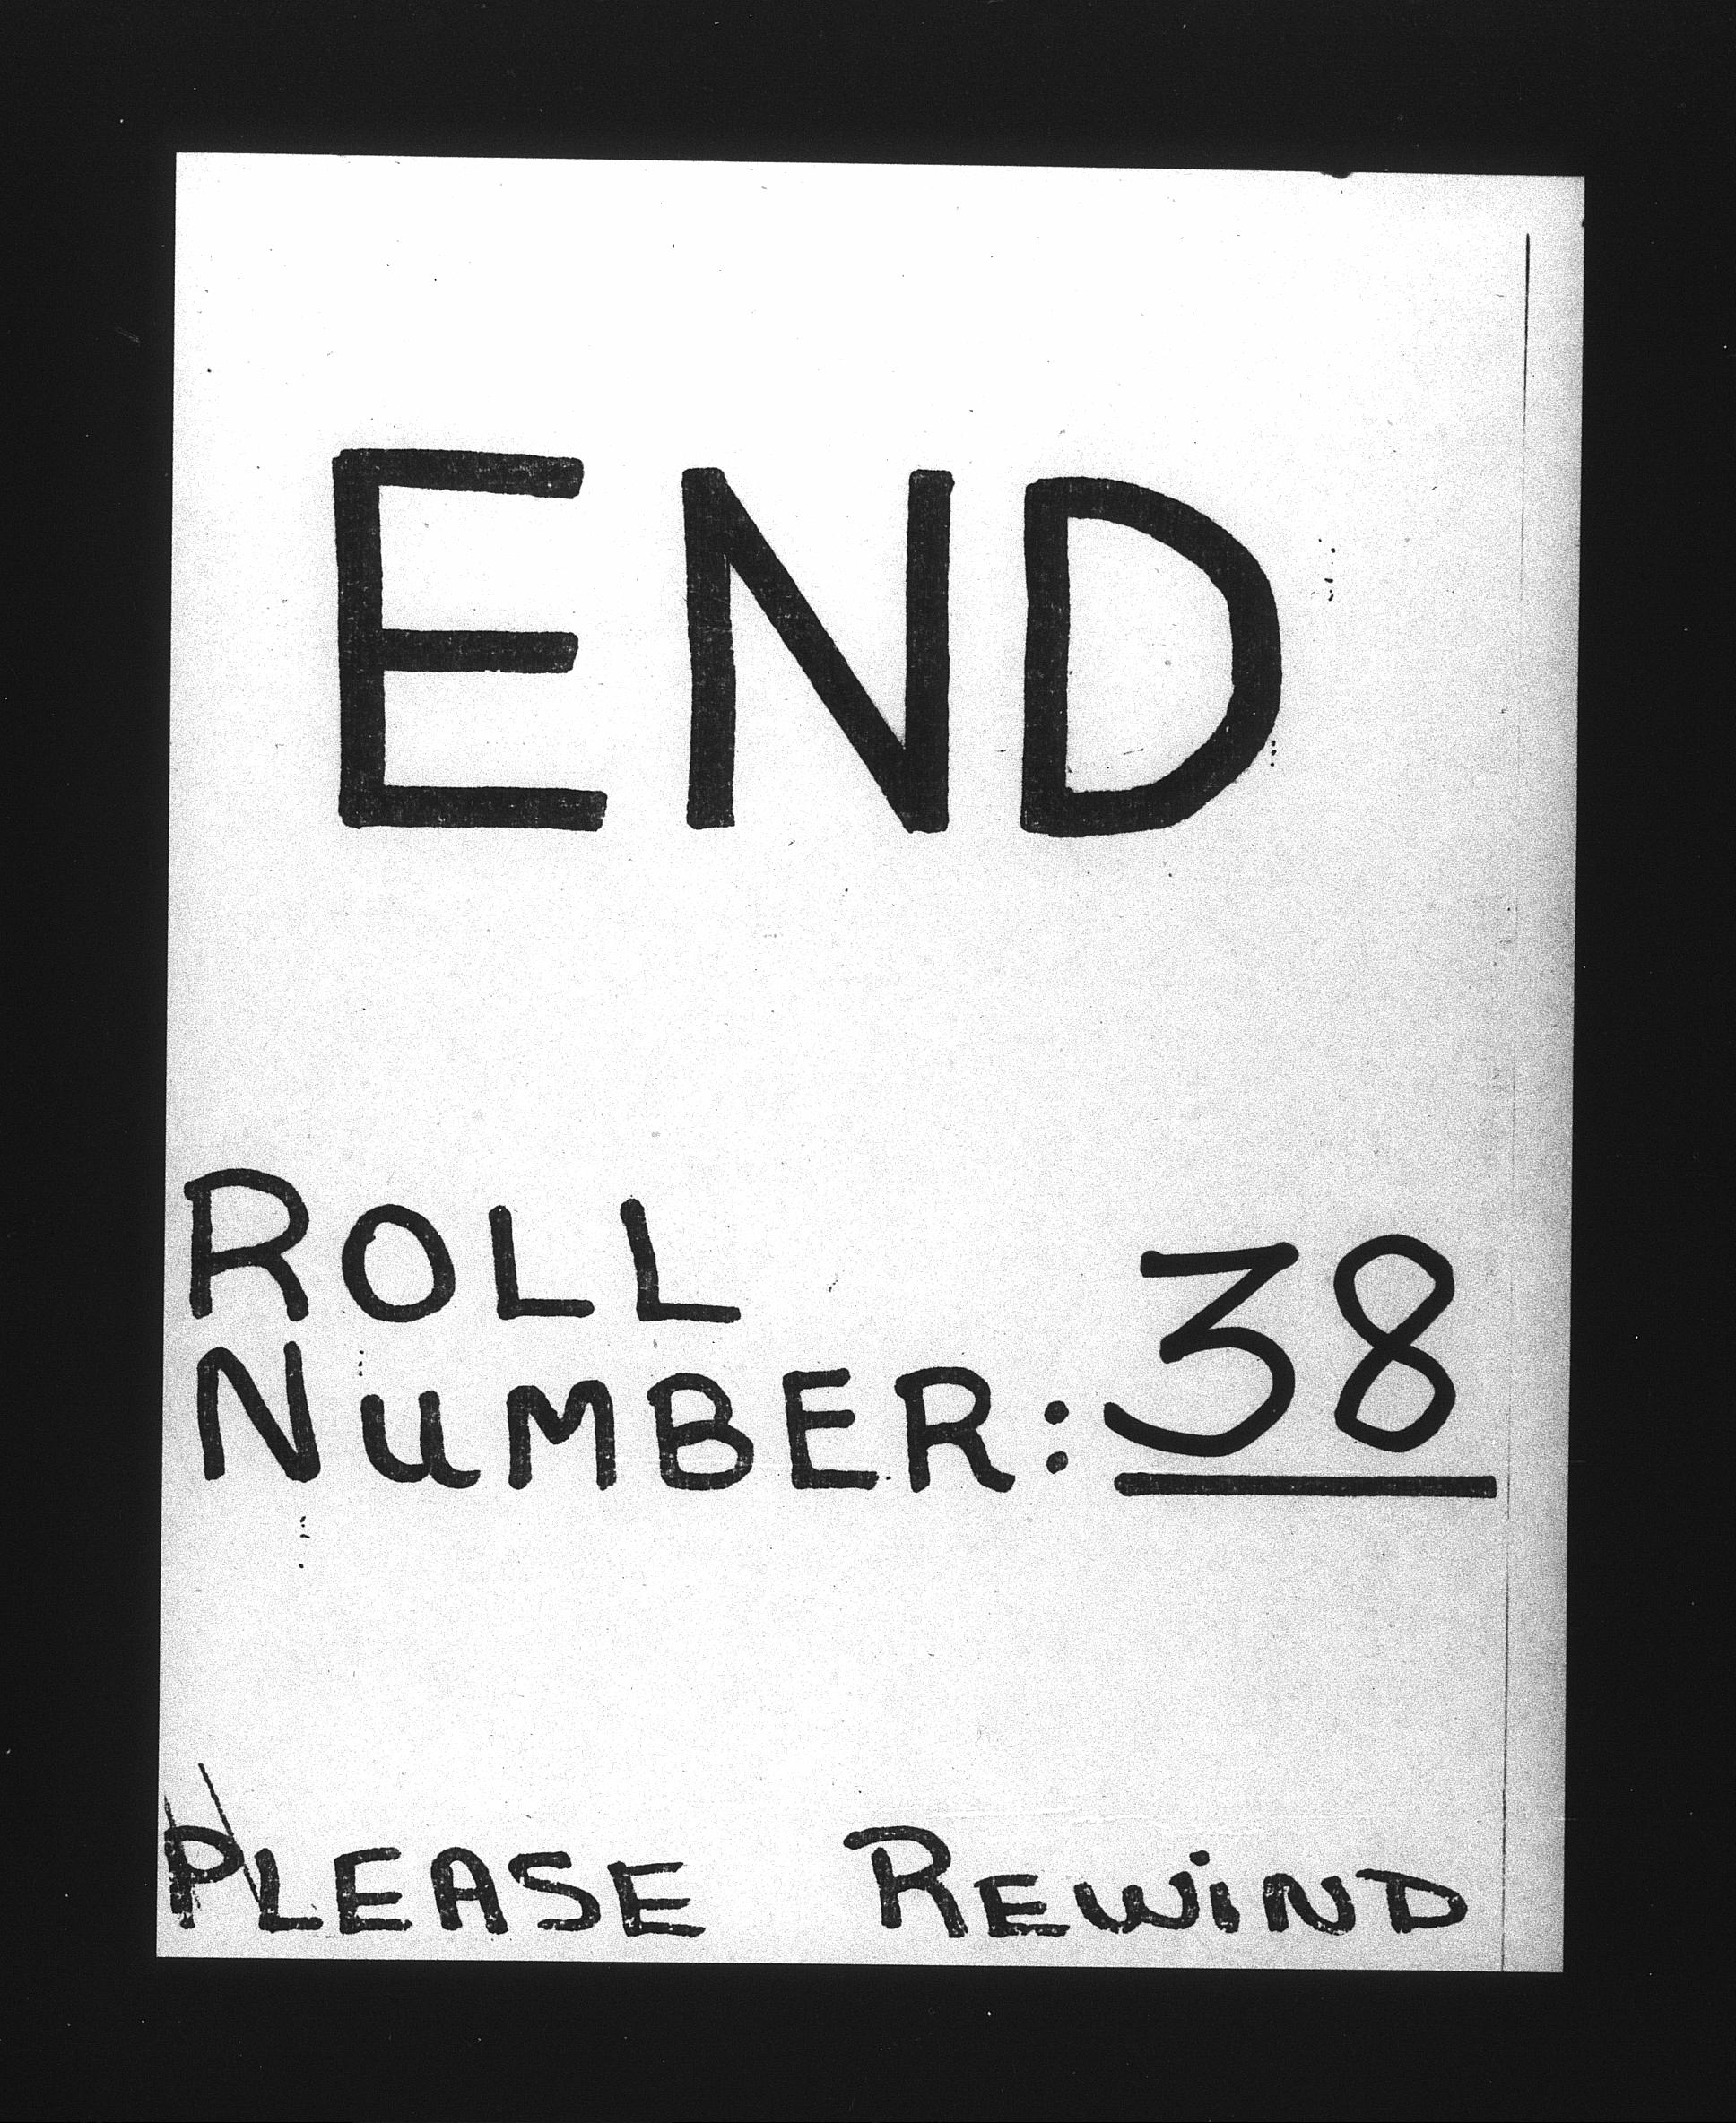 END
ROLL
NUMBER: 38
PLEASE REWIND